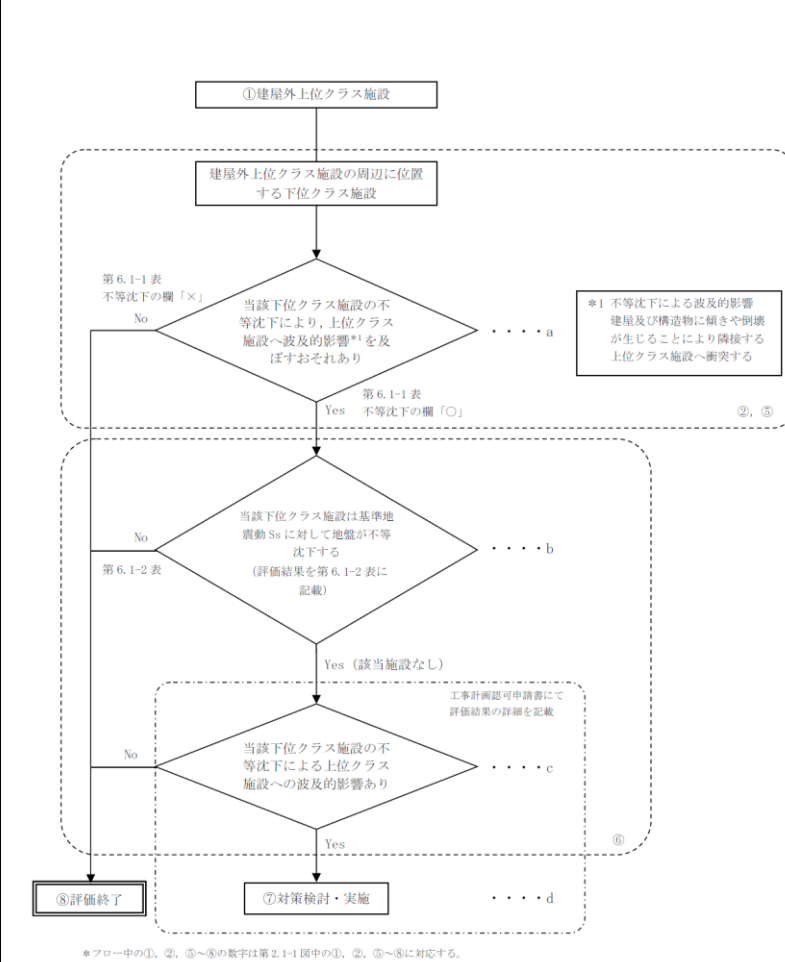 ①建屋外上位クラス施設
建屋外上位クラス施設の周辺に位置
する下位クラス施設
第 6.1-1 表
不等沈下の欄「×」
No
当該下位クラス施設の不
等沈下により, 上位クラス
施設へ波及的影響*1を及
ぼすおそれあり
・・・・a
*1 不等沈下による波及的影響
建屋及び構造物に傾きや倒壊
が生じることにより隣接する
上位クラス施設へ衝突する
第 6.1-1 表
Yes 不等沈下の欄「○」
②, ⑤
当該下位クラス施設は基準地
震動 Ss に対して地盤が不等
沈下する
(評価結果を第 6.1-2 表に
記載)
No
第 6.1-2 表
・・・・b
Yes (該当施設なし)
工事計画認可申請書にて
評価結果の詳細を記載
当該下位クラス施設の不
等沈下による上位クラス
施設への波及的影響あり
No
・・・・c
Yes
⑥
⑧評価終了
⑦対策検討・実施
・・・・d
*フロー中の①, ②, ⑤～⑧の数字は第 2.1-1 図中の①, ②, ⑤～⑧に対応する。